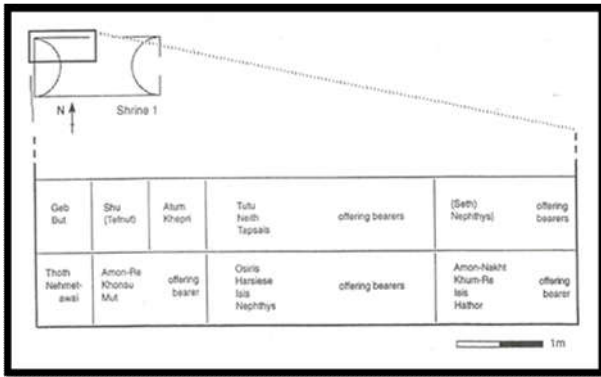 N
Shrine 1
Geb
But
Shu
(Tefnut)
Atum
Khepri
Tutu
Neith
Tapsais
offering bearers
(Seth)
Nephthys)
offering
bearers
Thoth
Nehmet-
awai
Amon-Re
Khonsu
Mut
offering
bearer
Osiris
Harsiese
Isis
Nephthys
offering bearers
Amon-Nakht
Khum-Re
Isis
Hathor
offering
bearer
1m